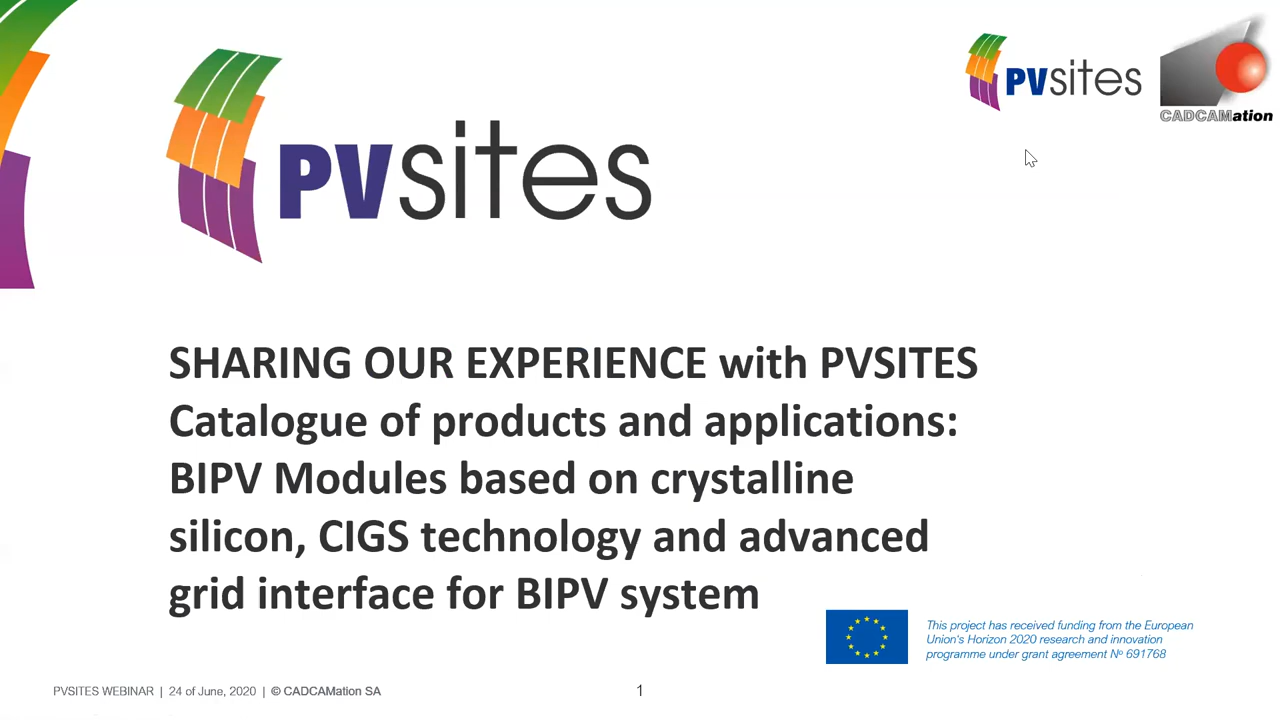 PVsites
CADCAMation
PVsites
SHARING OUR EXPERIENCE with PVSITES
Catalogue of products and applications:
BIPV Modules based on crystalline
silicon, CIGS technology and advanced
grid interface for BIPV system
This project has received funding from the European
Union's Horizon 2020 research and innovation
programme under grant agreement Nº 691768
PVSITES WEBINAR | 24 of June, 2020 | © CADCAMation SA
1